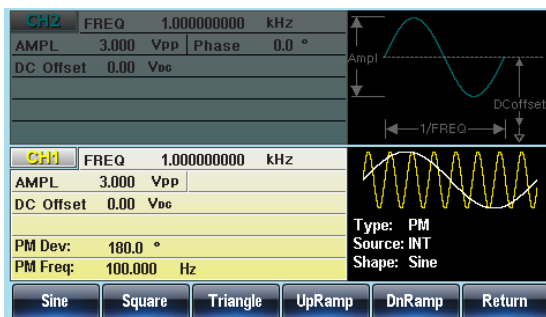 CH2 FREQ 1.000000000 kHz
AMPL 3.000 Vpp Phase 0.0 °
DC Offset 0.00 VDC
Ampl
DCoffset
1/FREQ
CH1 FREQ 1.000000000 kHz
AMPL 3.000 Vpp
DC Offset 0.00 VDC
PM Dev: 180.0 °
PM Freq: 100.000 Hz
Type: PM
Source: INT
Shape: Sine
Sine Square Triangle UpRamp DnRamp Return